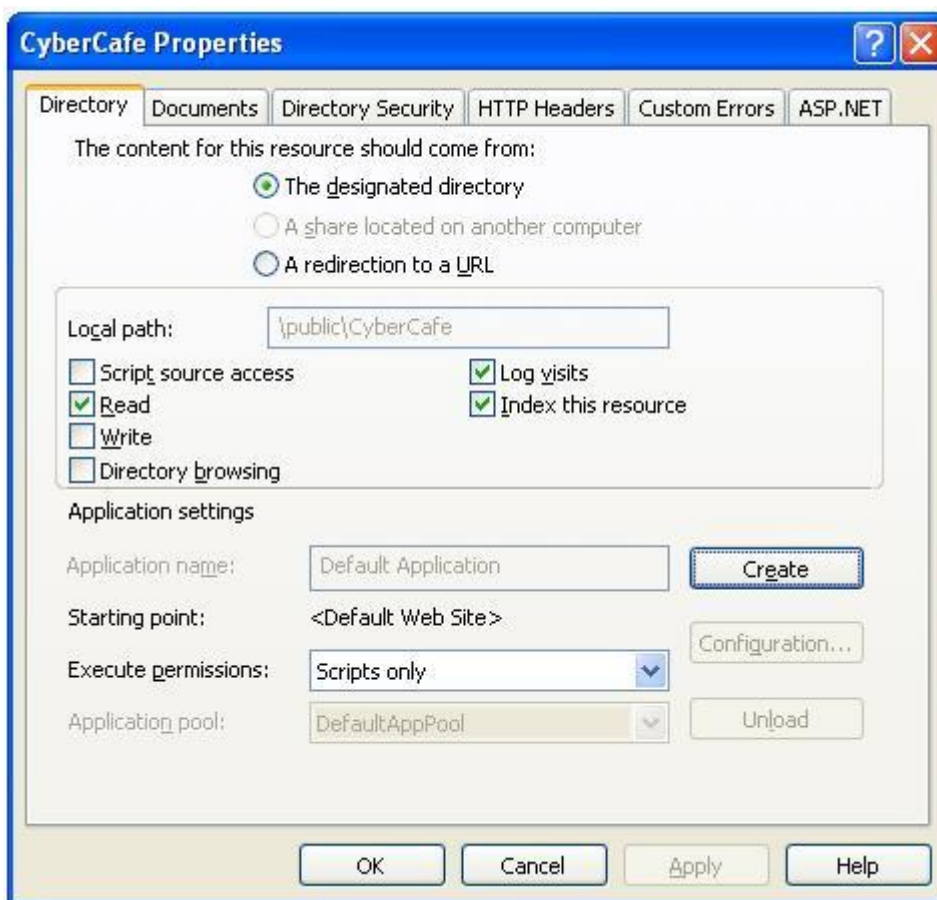 CyberCafe Properties
Directory Documents Directory Security HTTP Headers Custom Errors ASP.NET
The content for this resource should come from:
The designated directory
A share located on another computer
A redirection to a URL
Local path: \public\CyberCafe
Script source access Log visits
Read Index this resource
Write
Directory browsing
Application settings
Application name: Default Application Create
Starting point: <Default Web Site>
Configuration...
Execute permissions: Scripts only
Application pool: DefaultAppPool Unload
OK Cancel Apply Help